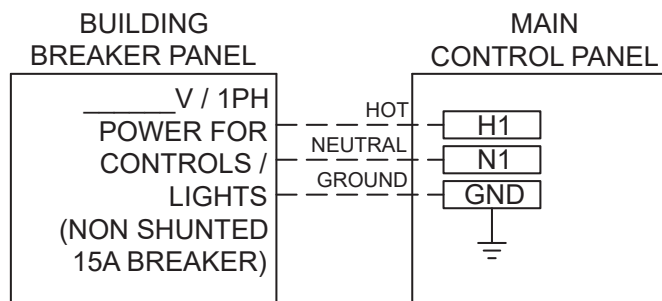 BUILDING
BREAKER PANEL
______V / 1PH
POWER FOR
CONTROLS /
LIGHTS
(NON SHUNTED
15A BREAKER)
HOT
NEUTRAL
GROUND
MAIN
CONTROL PANEL
H1
N1
GND